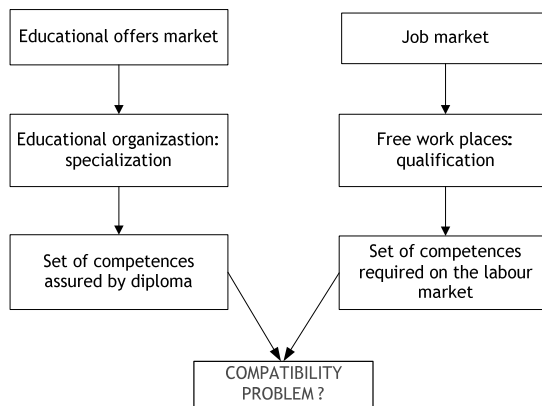 Educational offers market
Job market
Educational organizastion:
specialization
Free work places:
qualification
Set of competences
assured by diploma
Set of competences
required on the labour
market
COMPATIBILITY
PROBLEM ?